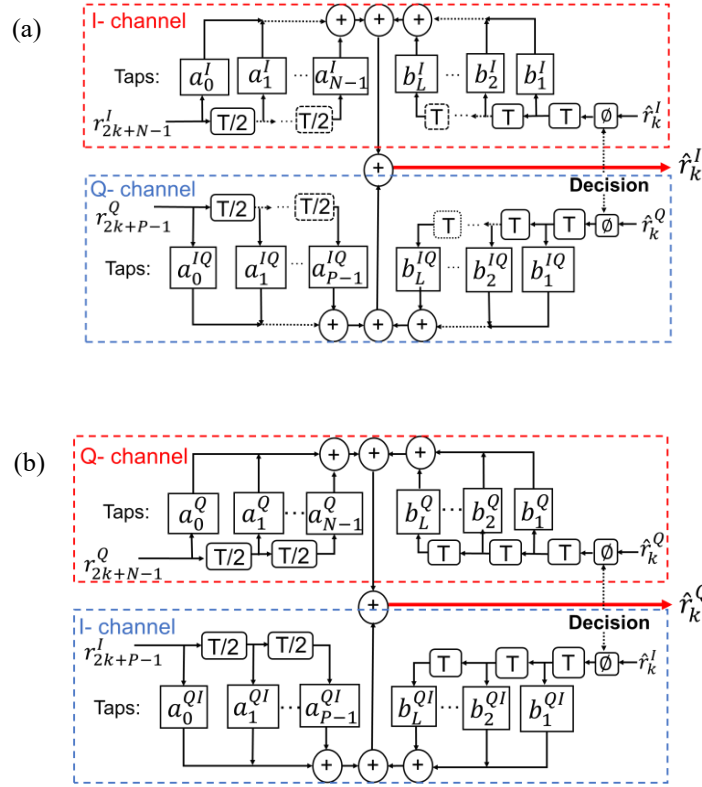 (a)
I- channel
+ + +
Taps: a_0^I a_1^I ... a_{N-1}^I b_L^I ... b_2^I b_1^I
r_{2k+N-1}^I T/2 ... T/2 T ... T T ∅ r̂_k^I
+ r̂_k^I
Q- channel Decision
r_{2k+P-1}^Q T/2 ... T/2 T ... T T ∅ r̂_k^Q
Taps: a_0^{IQ} a_1^{IQ} ... a_{P-1}^{IQ} b_L^{IQ} ... b_2^{IQ} b_1^{IQ}
+ + +
(b)
Q- channel
+ + +
Taps: a_0^Q a_1^Q ... a_{N-1}^Q b_L^Q ... b_2^Q b_1^Q
r_{2k+N-1}^Q T/2 T/2 T T T ∅ r̂_k^Q
+ r̂_k^Q
I- channel Decision
r_{2k+P-1}^I T/2 T/2 T T T ∅ r̂_k^I
Taps: a_0^{QI} a_1^{QI} ... a_{P-1}^{QI} b_L^{QI} ... b_2^{QI} b_1^{QI}
+ + +